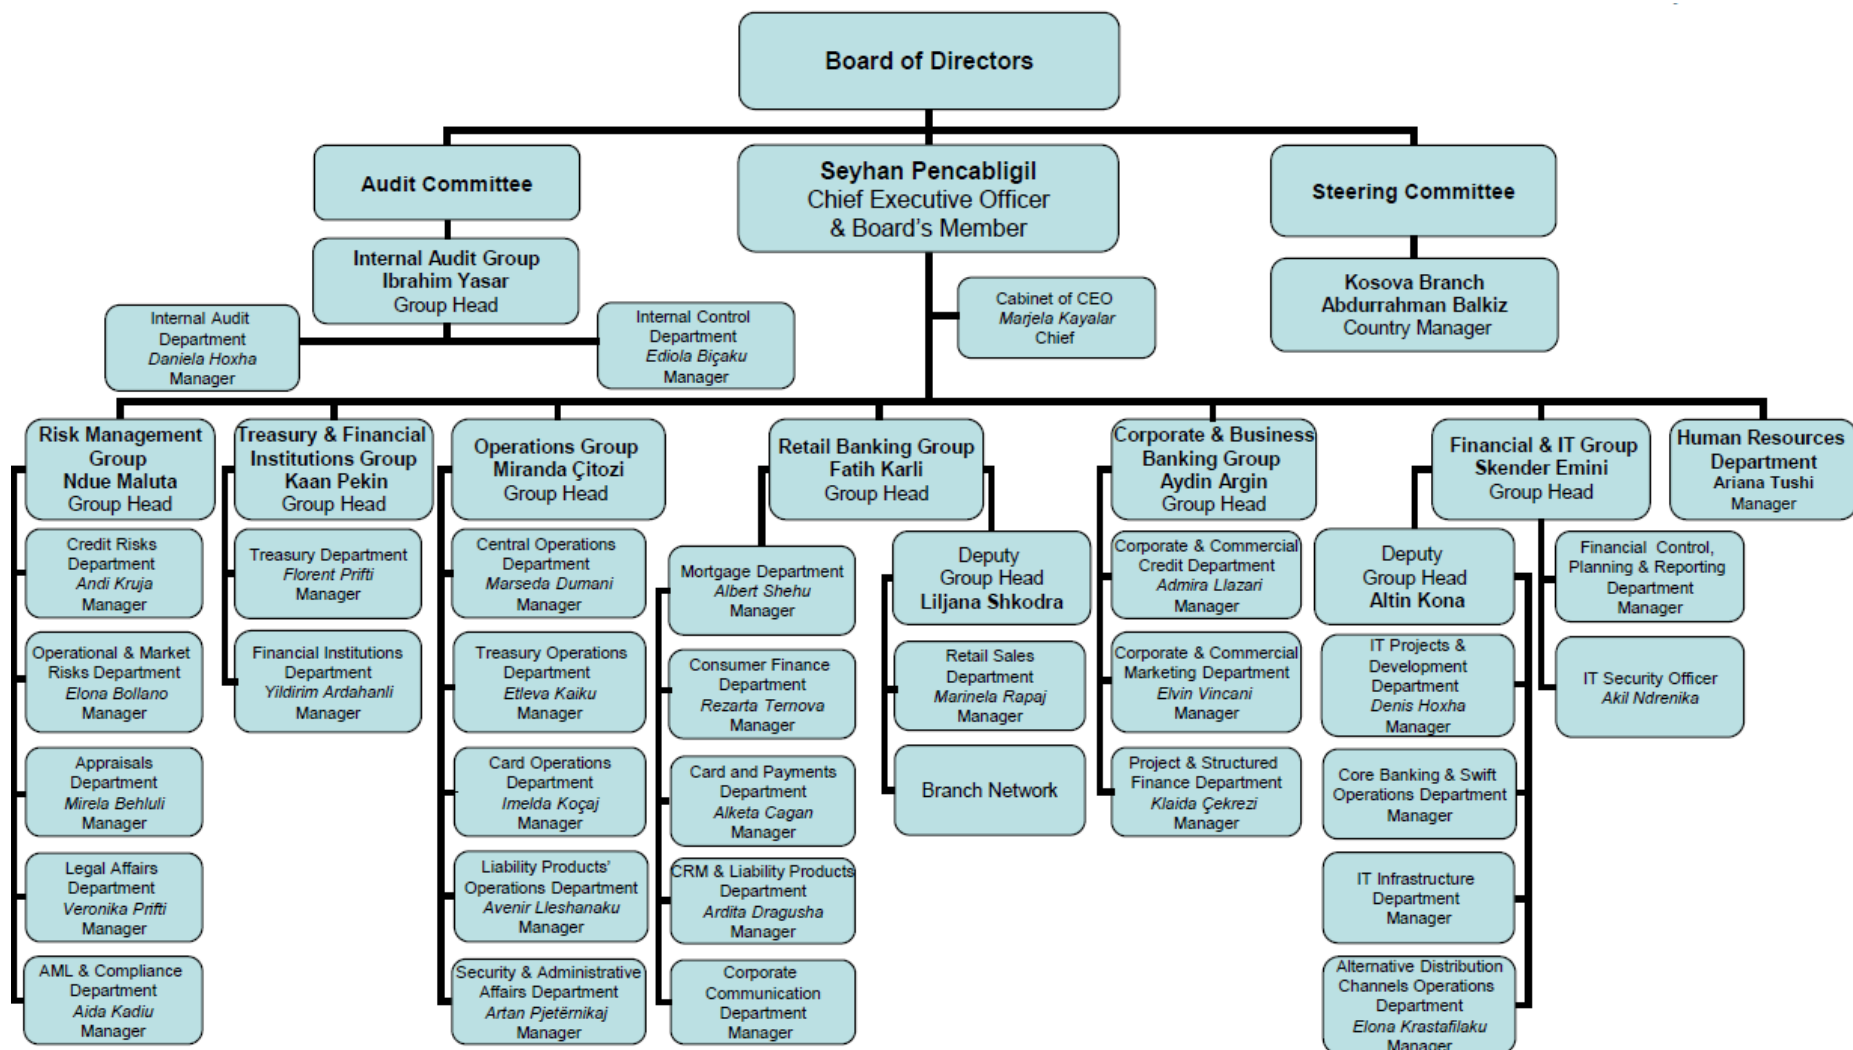 Board of Directors
Audit Committee
Seyhan Pencabligil
Chief Executive Officer
& Board's Member
Steering Committee
Internal Audit Group
Ibrahim Yasar
Group Head
Kosova Branch
Abdurrahman Balkiz
Country Manager
Cabinet of CEO
Marjela Kayalar
Chief
Internal Audit
Department
Daniela Hoxha
Manager
Internal Control
Department
Ediola Biçaku
Manager
Risk Management
Group
Ndue Maluta
Group Head
Treasury & Financial
Institutions Group
Kaan Pekin
Group Head
Operations Group
Miranda Çitozi
Group Head
Retail Banking Group
Fatih Karli
Group Head
Corporate & Business
Banking Group
Aydin Argin
Group Head
Financial & IT Group
Skender Emini
Group Head
Human Resources
Department
Ariana Tushi
Manager
Credit Risks
Department
Andi Kruja
Manager
Operational & Market
Risks Department
Elona Bollano
Manager
Appraisals
Department
Mirela Behluli
Manager
Legal Affairs
Department
Veronika Prifti
Manager
AML & Compliance
Department
Aida Kadiu
Manager
Treasury Department
Florent Prifti
Manager
Financial Institutions
Department
Yildirim Ardahanli
Manager
Central Operations
Department
Marseda Dumani
Manager
Treasury Operations
Department
Etleva Kaiku
Manager
Card Operations
Department
Imelda Koçaj
Manager
Liability Products'
Operations Department
Avenir Lleshanaku
Manager
Security & Administrative
Affairs Department
Artan Pjetërnikaj
Manager
Mortgage Department
Albert Shehu
Manager
Consumer Finance
Department
Rezarta Ternova
Manager
Card and Payments
Department
Alketa Cagan
Manager
CRM & Liability Products
Department
Ardita Dragusha
Manager
Corporate
Communication
Department
Manager
Deputy
Group Head
Liljana Shkodra
Retail Sales
Department
Marinela Rapaj
Manager
Branch Network
Corporate & Commercial
Credit Department
Admira Llazari
Manager
Corporate & Commercial
Marketing Department
Elvin Vincani
Manager
Project & Structured
Finance Department
Klaida Çekrezi
Manager
Deputy
Group Head
Altin Kona
IT Projects &
Development
Department
Denis Hoxha
Manager
Core Banking & Swift
Operations Department
Manager
IT Infrastructure
Department
Manager
Alternative Distribution
Channels Operations
Department
Elona Krastafilaku
Manager
Financial Control,
Planning & Reporting
Department
Manager
IT Security Officer
Akil Ndrenika